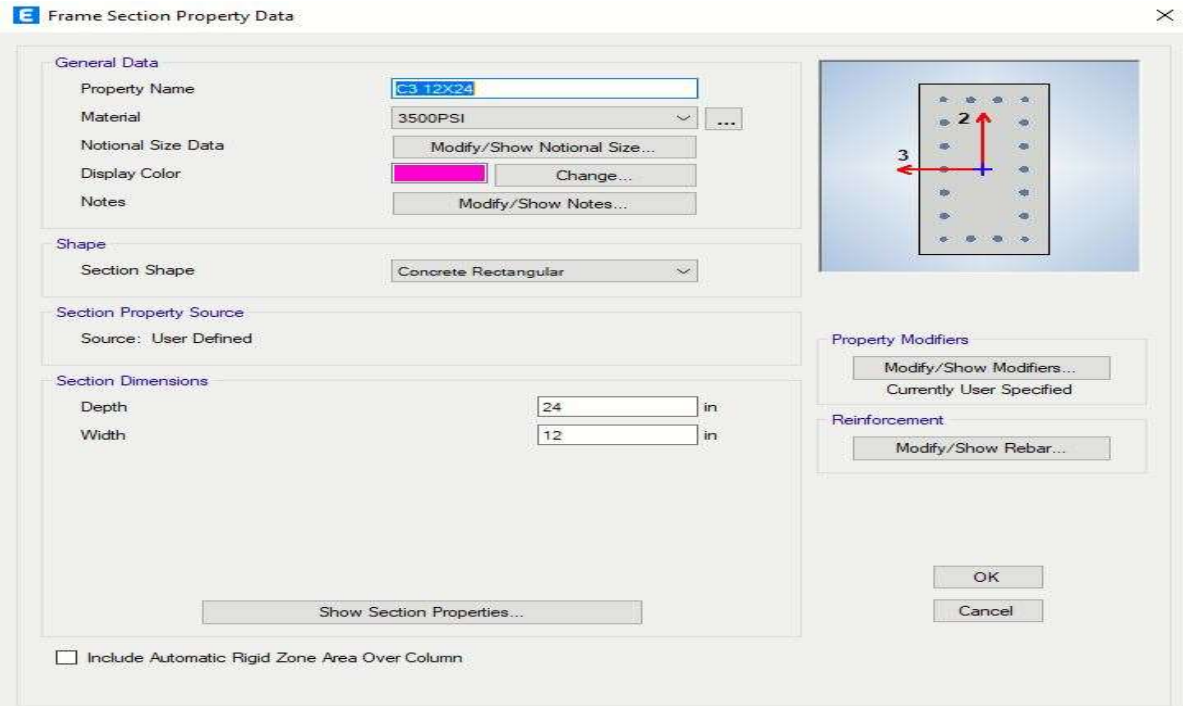 E Frame Section Property Data
General Data
Property Name C3 12X24
Material 3500PSI ...
Notional Size Data Modify/Show Notional Size...
Display Color Change...
Notes Modify/Show Notes...
Shape
Section Shape Concrete Rectangular
Section Property Source
Source: User Defined
Section Dimensions
Depth 24 in
Width 12 in
Show Section Properties...
Include Automatic Rigid Zone Area Over Column
2
3
Property Modifiers
Modify/Show Modifiers...
Currently User Specified
Reinforcement
Modify/Show Rebar...
OK
Cancel